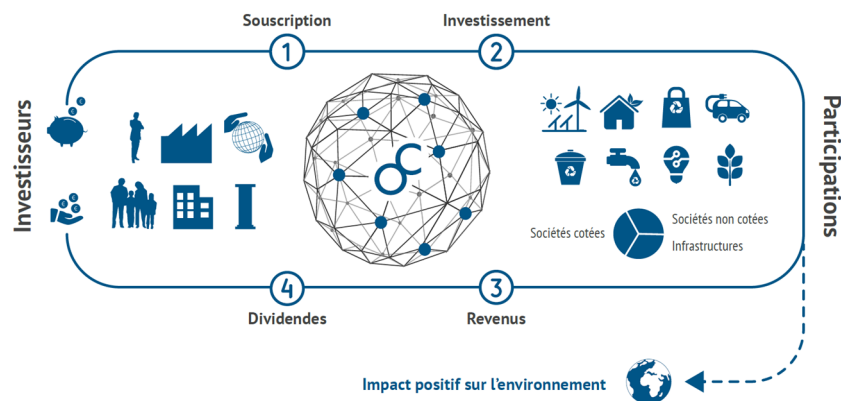 Souscription
Investissement
1
2
Investisseurs
Participations
Sociétés cotées
Sociétés non cotées
Infrastructures
4
3
Dividendes
Revenus
Impact positif sur l'environnement